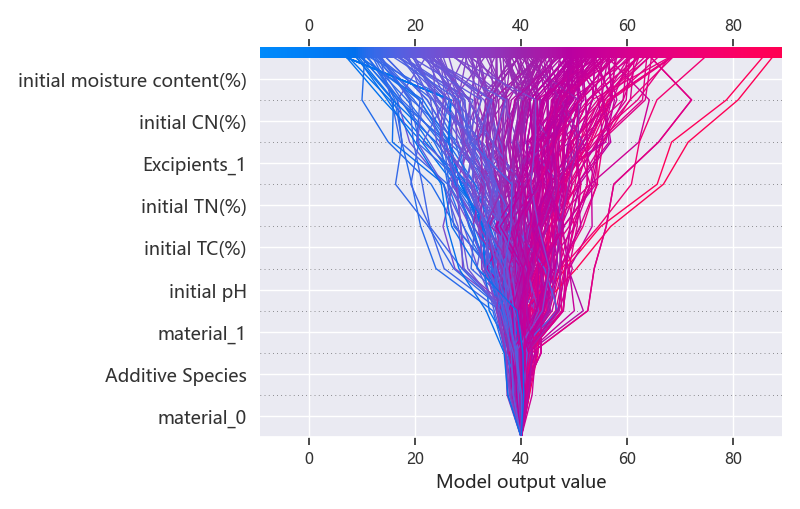 0 20 40 60 80
initial moisture content(%)
initial CN(%)
Excipients_1
initial TN(%)
initial TC(%)
initial pH
material_1
Additive Species
material_0
0 20 40 60 80
Model output value